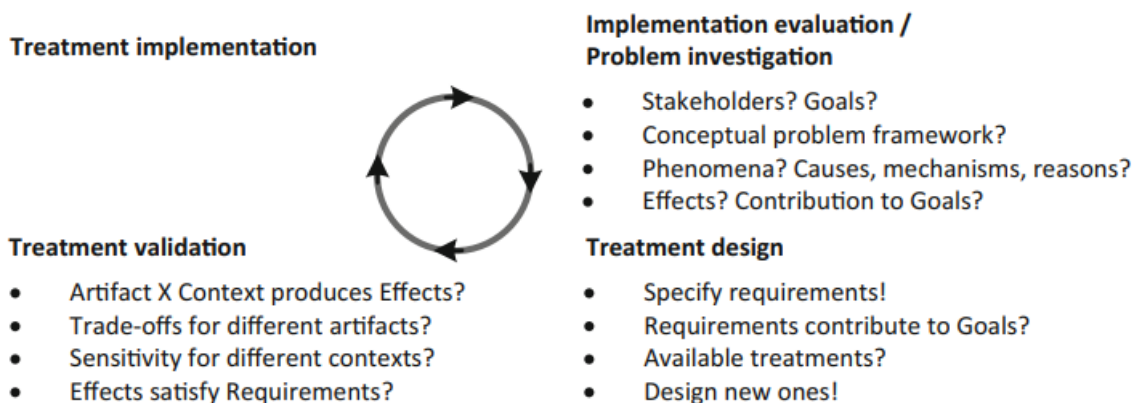 Treatment implementation
Implementation evaluation /
Problem investigation
• Stakeholders? Goals?
• Conceptual problem framework?
• Phenomena? Causes, mechanisms, reasons?
• Effects? Contribution to Goals?
Treatment validation
• Artifact X Context produces Effects?
• Trade-offs for different artifacts?
• Sensitivity for different contexts?
• Effects satisfy Requirements?
Treatment design
• Specify requirements!
• Requirements contribute to Goals?
• Available treatments?
• Design new ones!